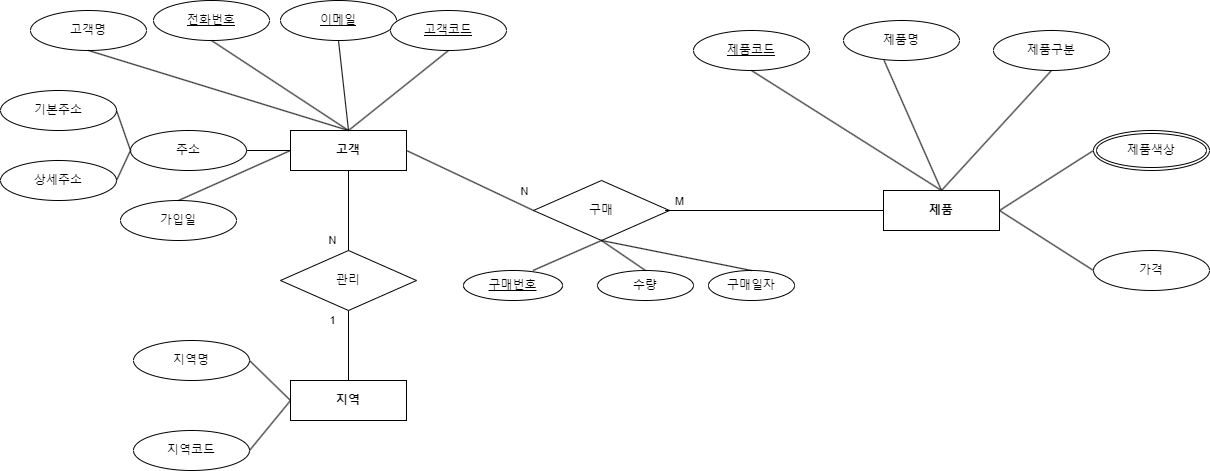 고객명
전화번호
이메일
고객코드
제품코드
제품명
제품구분
기본주소
주소
고객
제품색상
상세주소
가입일
N
구매
M
제품
N
관리
구매번호
수량
구매일자
가격
1
지역명
지역
지역코드